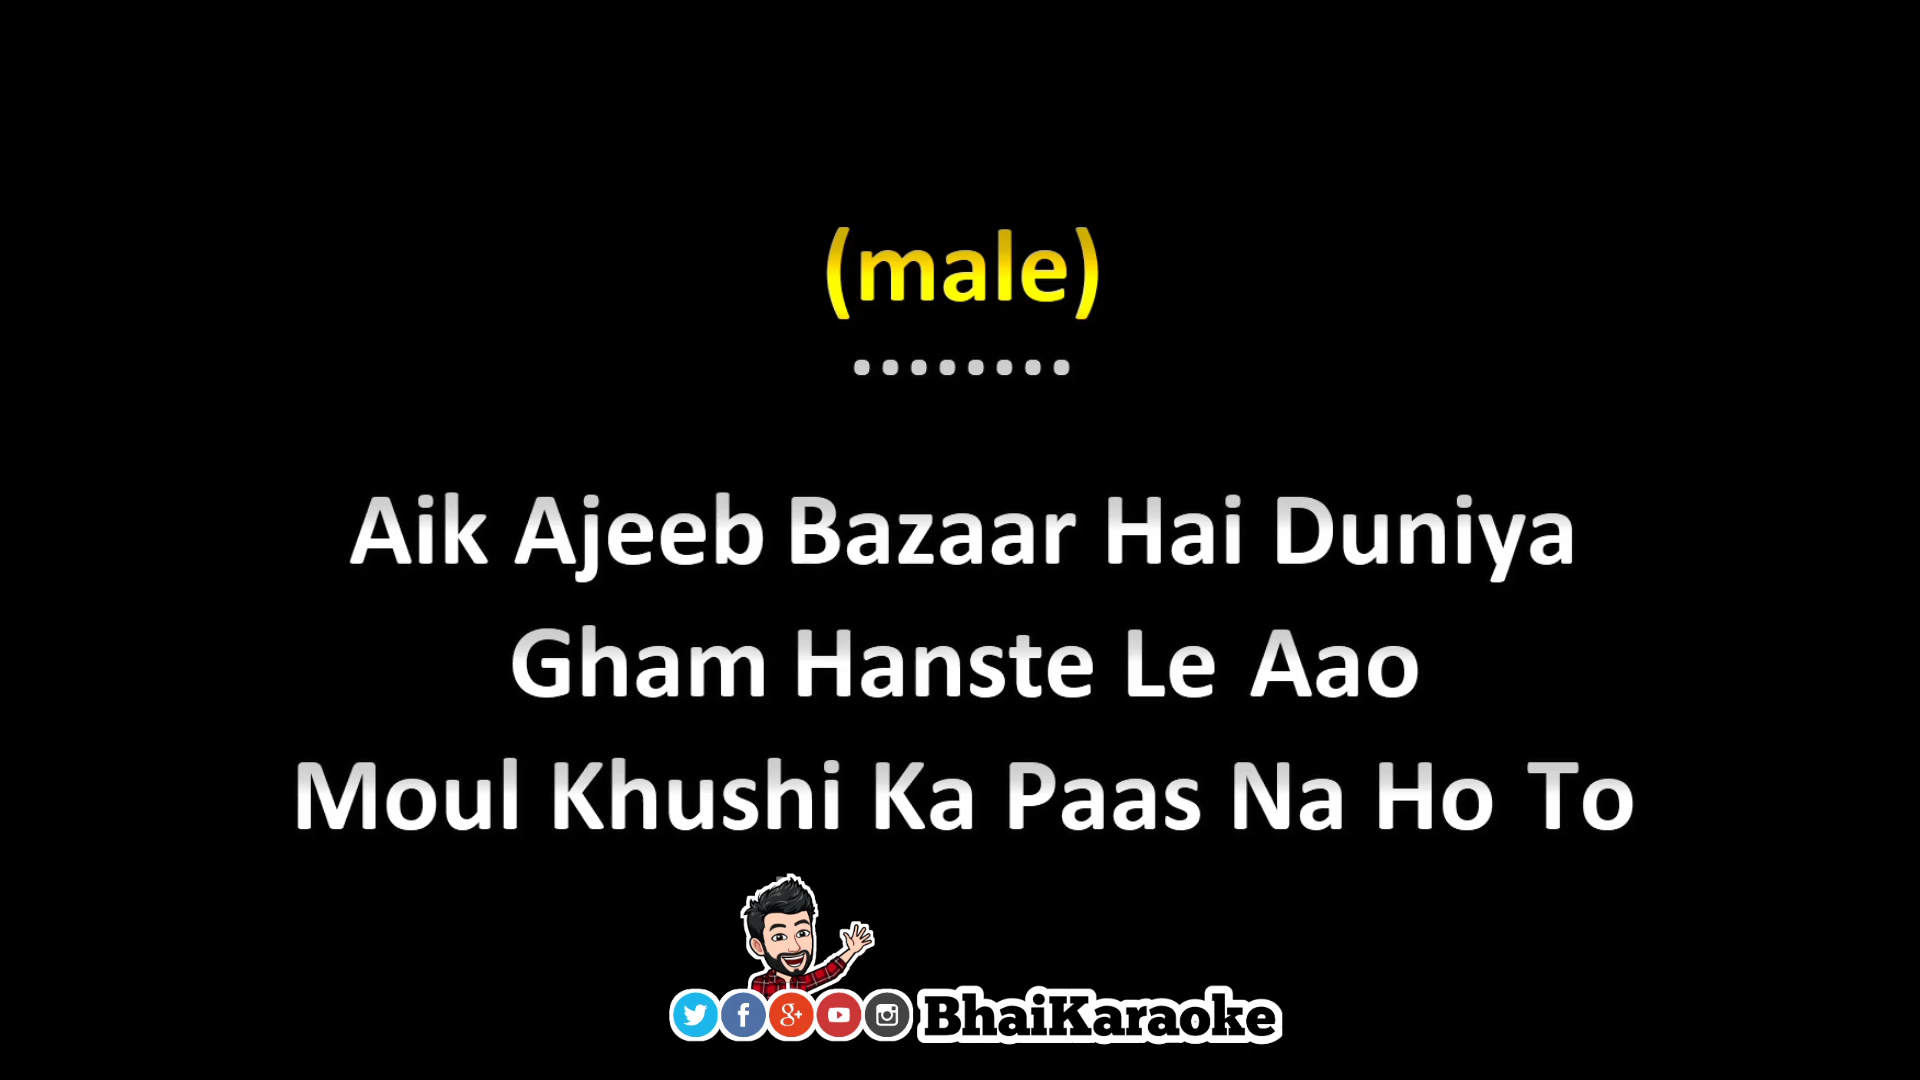 (male)
........
Aik Ajeeb Bazaar Hai Duniya
Gham Hanste Le Aao
Moul Khushi Ka Paas Na Ho To
BhaiKaraoke